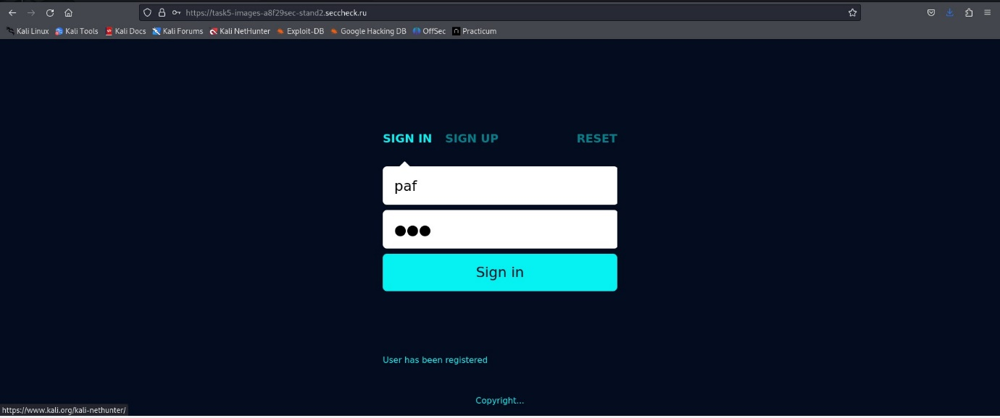 https://task5-images-a8f29sec-stand2.seccheck.ru
Kali Linux Kali Tools Kali Docs Kali Forums Kali NetHunter Exploit-DB Google Hacking DB OffSec Practicum
SIGN IN SIGN UP RESET
paf
●●●
Sign in
User has been registered
Copyright...
https://www.kali.org/kali-nethunter/